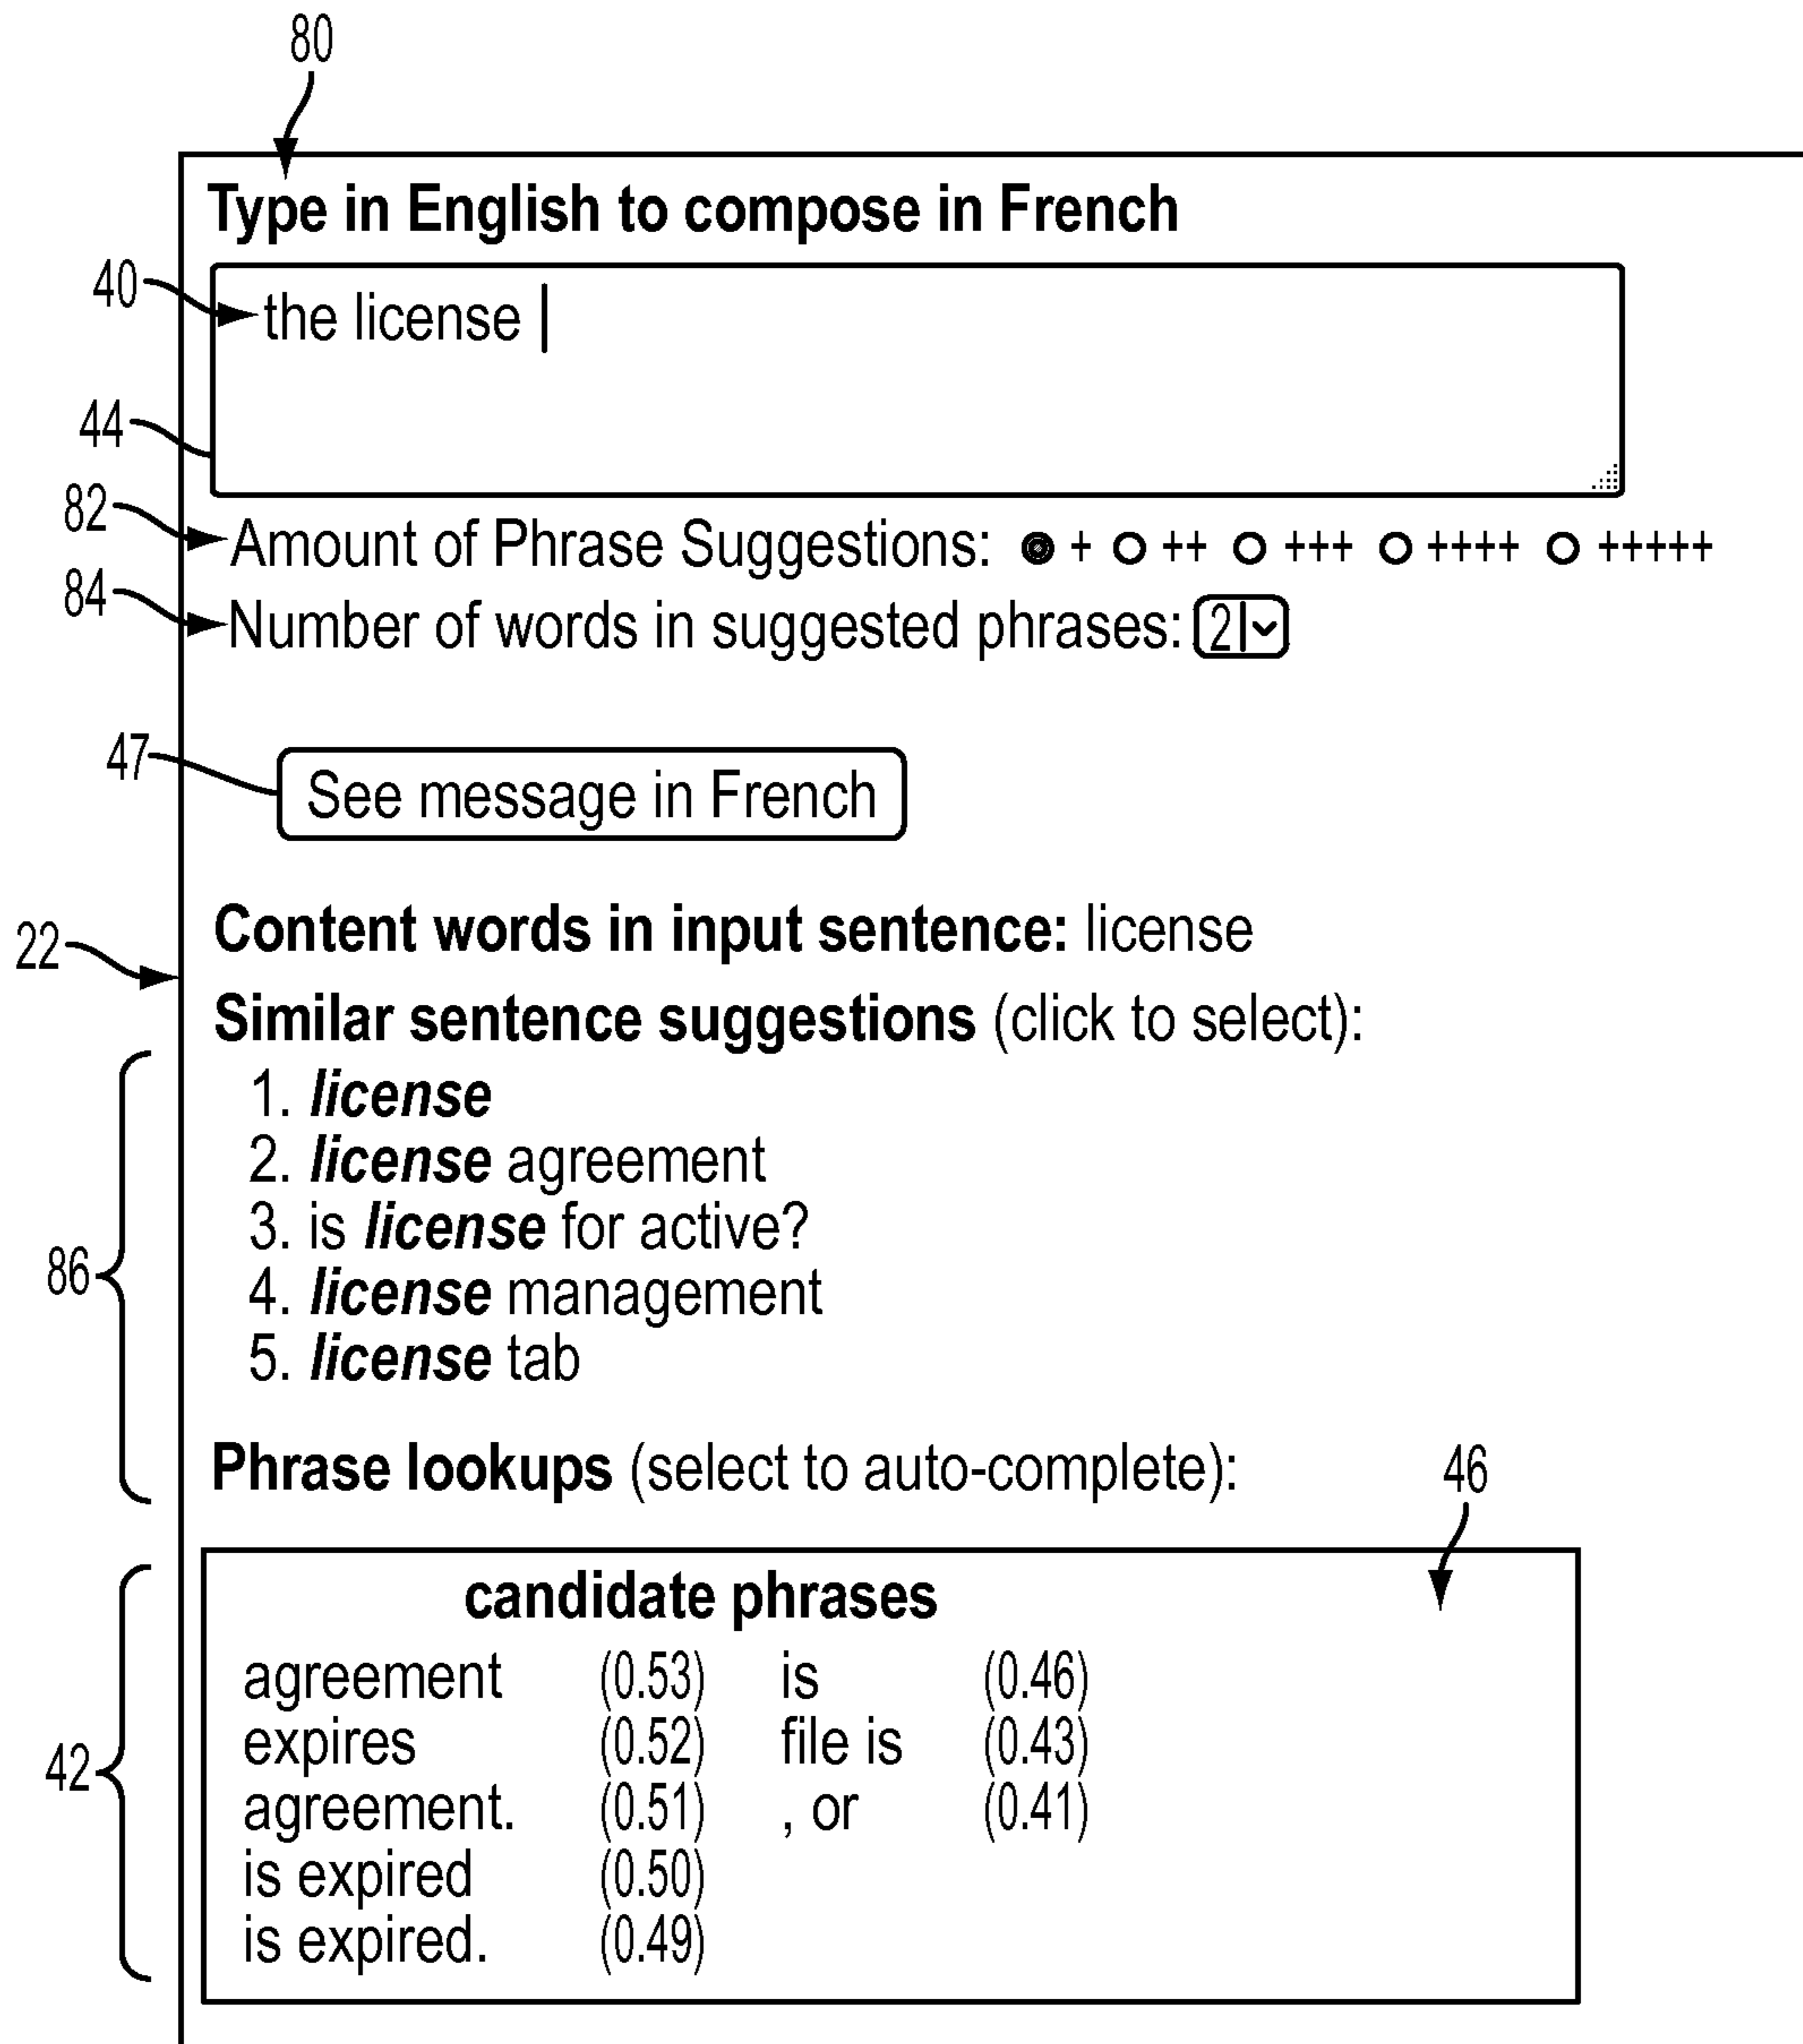 80
Type in English to compose in French
40
the license
44
82
Amount of Phrase Suggestions: + ++ +++ ++++ +++++
84
Number of words in suggested phrases: 2
47
See message in French
22
Content words in input sentence: license
Similar sentence suggestions (click to select):
86
1. license
2. license agreement
3. is license for active?
4. license management
5. license tab
Phrase lookups (select to auto-complete):
46
42
candidate phrases
agreement (0.53) is (0.46)
expires (0.52) file is (0.43)
agreement. (0.51) , or (0.41)
is expired (0.50)
is expired. (0.49)